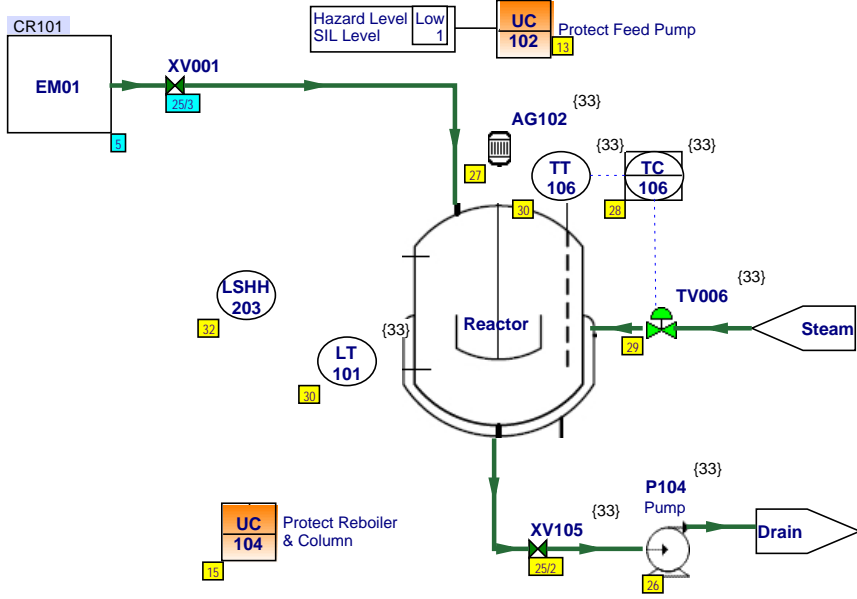 CR101
EM01
5
XV001
25/3
Hazard Level
SIL Level
Low
1
UC
102
13
Protect Feed Pump
{33}
AG102
27
{33}
TT
106
30
{33}
TC
106
28
LSHH
203
32
{33}
LT
101
30
Reactor
{33}
TV006
29
Steam
UC
104
15
Protect Reboiler
& Column
{33}
XV105
25/2
{33}
P104
Pump
26
Drain